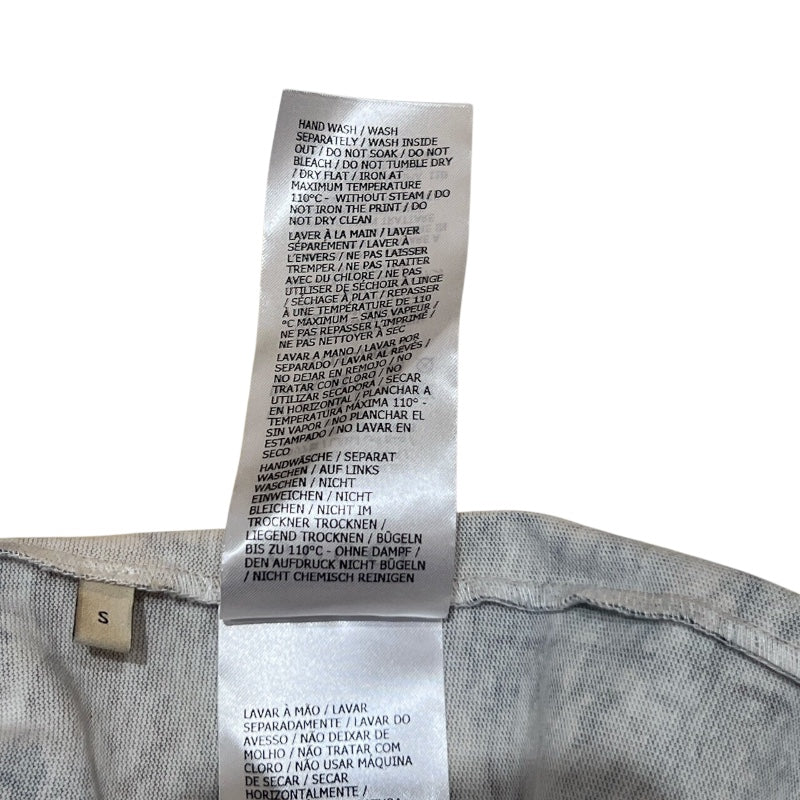 HAND WASH / WASH
SEPARATELY / WASH INSIDE
OUT / DO NOT SOAK / DO NOT
BLEACH / DO NOT TUMBLE DRY
/ DRY FLAT / IRON AT
MAXIMUM TEMPERATURE
110°C - WITHOUT STEAM / DO
NOT IRON THE PRINT / DO
NOT DRY CLEAN
LAVER À LA MAIN / LAVER
SÉPARÉMENT / LAVER À
L'ENVERS / NE PAS LAISSER
TREMPER / NE PAS TRAITER
AVEC DU CHLORE / NE PAS
UTILISER DE SÉCHOIR À LINGE
/ SÉCHAGE À PLAT / REPASSER
À UNE TEMPÉRATURE DE 110
°C MAXIMUM – SANS VAPEUR /
NE PAS REPASSER L'IMPRIMÉ /
NE PAS NETTOYER À SEC
LAVAR A MANO / LAVAR POR
SEPARADO / LAVAR AL REVÉS /
NO DEJAR EN REMOJO / NO
TRATAR CON CLORO / NO
UTILIZAR SECADORA / SECAR
EN HORIZONTAL / PLANCHAR A
TEMPERATURA MÁXIMA 110° -
SIN VAPOR / NO PLANCHAR EL
ESTAMPADO / NO LAVAR EN
SECO
HANDWÄSCHE / SEPARAT
WASCHEN / AUF LINKS
WASCHEN / NICHT
EINWEICHEN / NICHT
BLEICHEN / NICHT IM
TROCKNER TROCKNEN /
LIEGEND TROCKNEN / BÜGELN
BIS ZU 110°C - OHNE DAMPF /
DEN AUFDRUCK NICHT BÜGELN
/ NICHT CHEMISCH REINIGEN
S
LAVAR À MÃO / LAVAR
SEPARADAMENTE / LAVAR DO
AVESSO / NÃO DEIXAR DE
MOLHO / NÃO TRATAR COM
CLORO / NÃO USAR MÁQUINA
DE SECAR / SECAR
HORIZONTALMENTE /